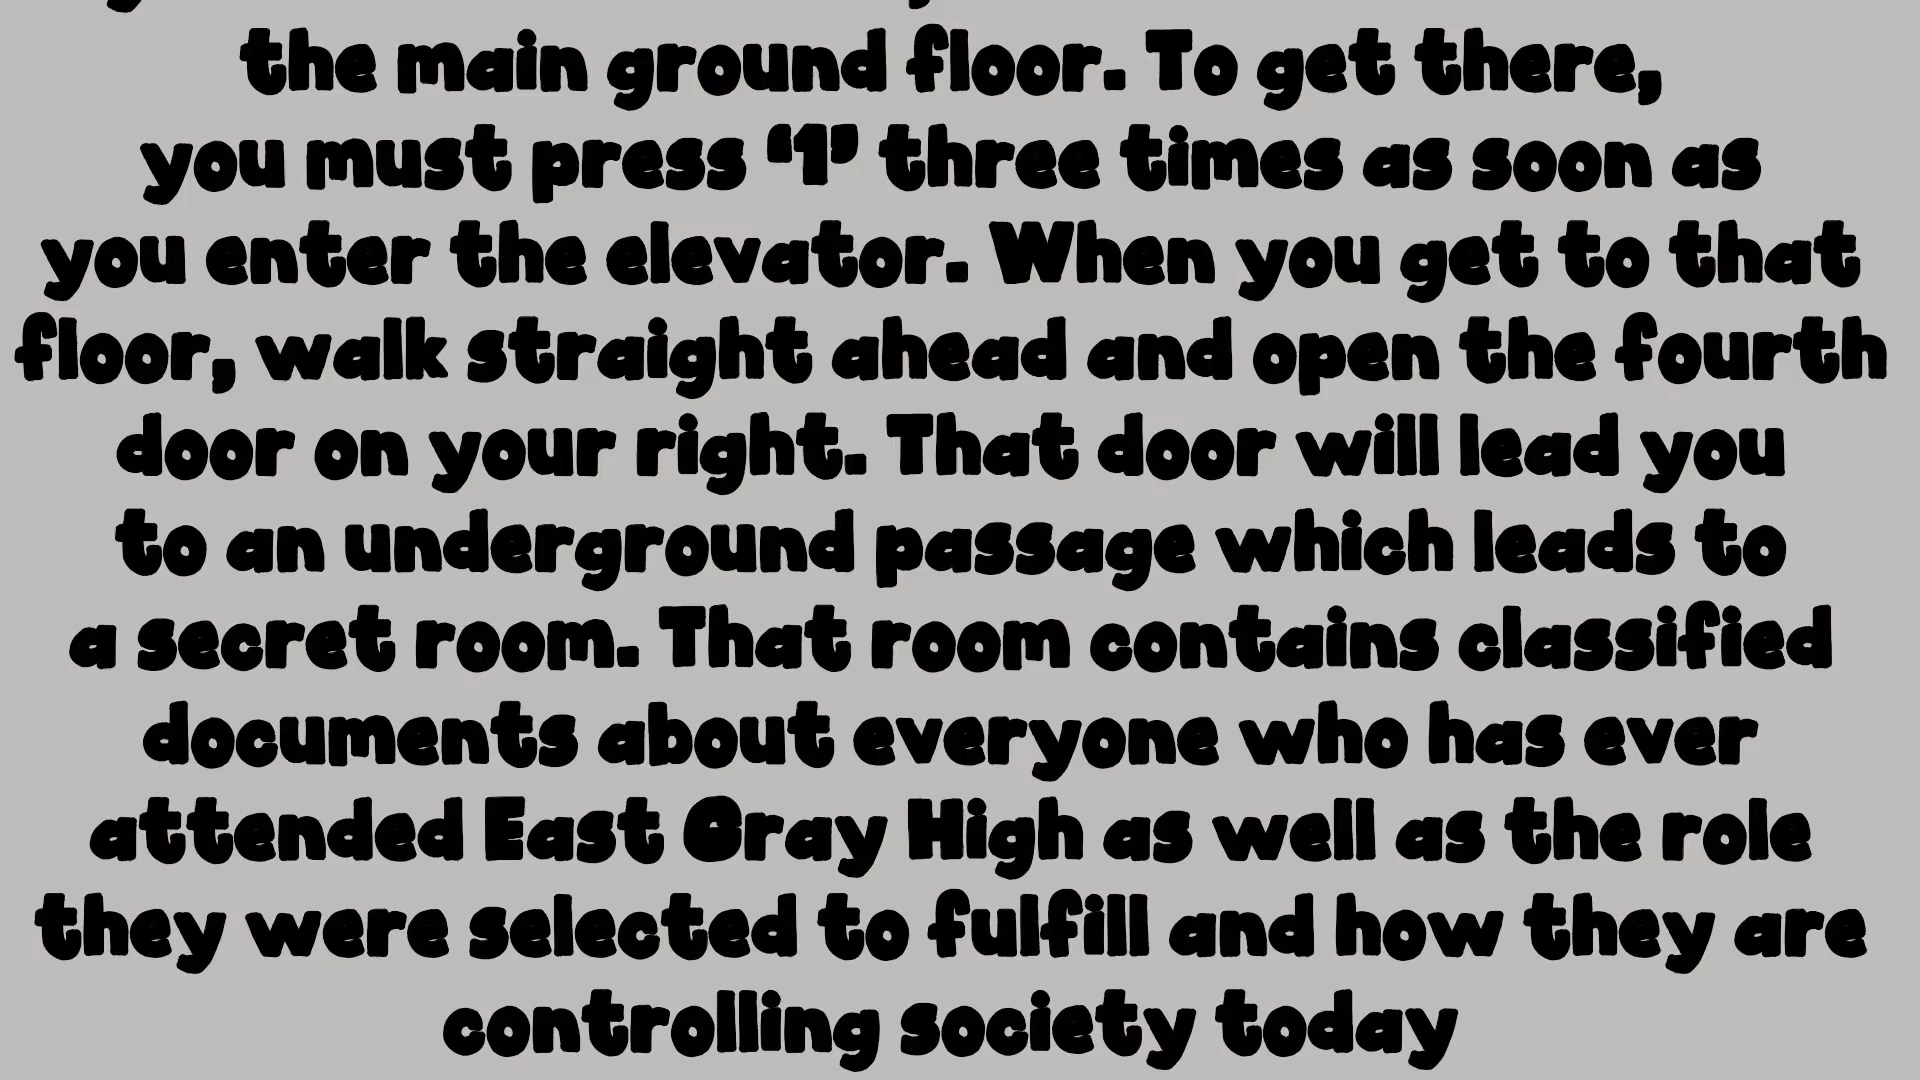 the main ground floor. To get there,
you must press ‘1’ three times as soon as
you enter the elevator. When you get to that
floor, walk straight ahead and open the fourth
door on your right. That door will lead you
to an underground passage which leads to
a secret room. That room contains classified
documents about everyone who has ever
attended East Gray High as well as the role
they were selected to fulfill and how they are
controlling society today